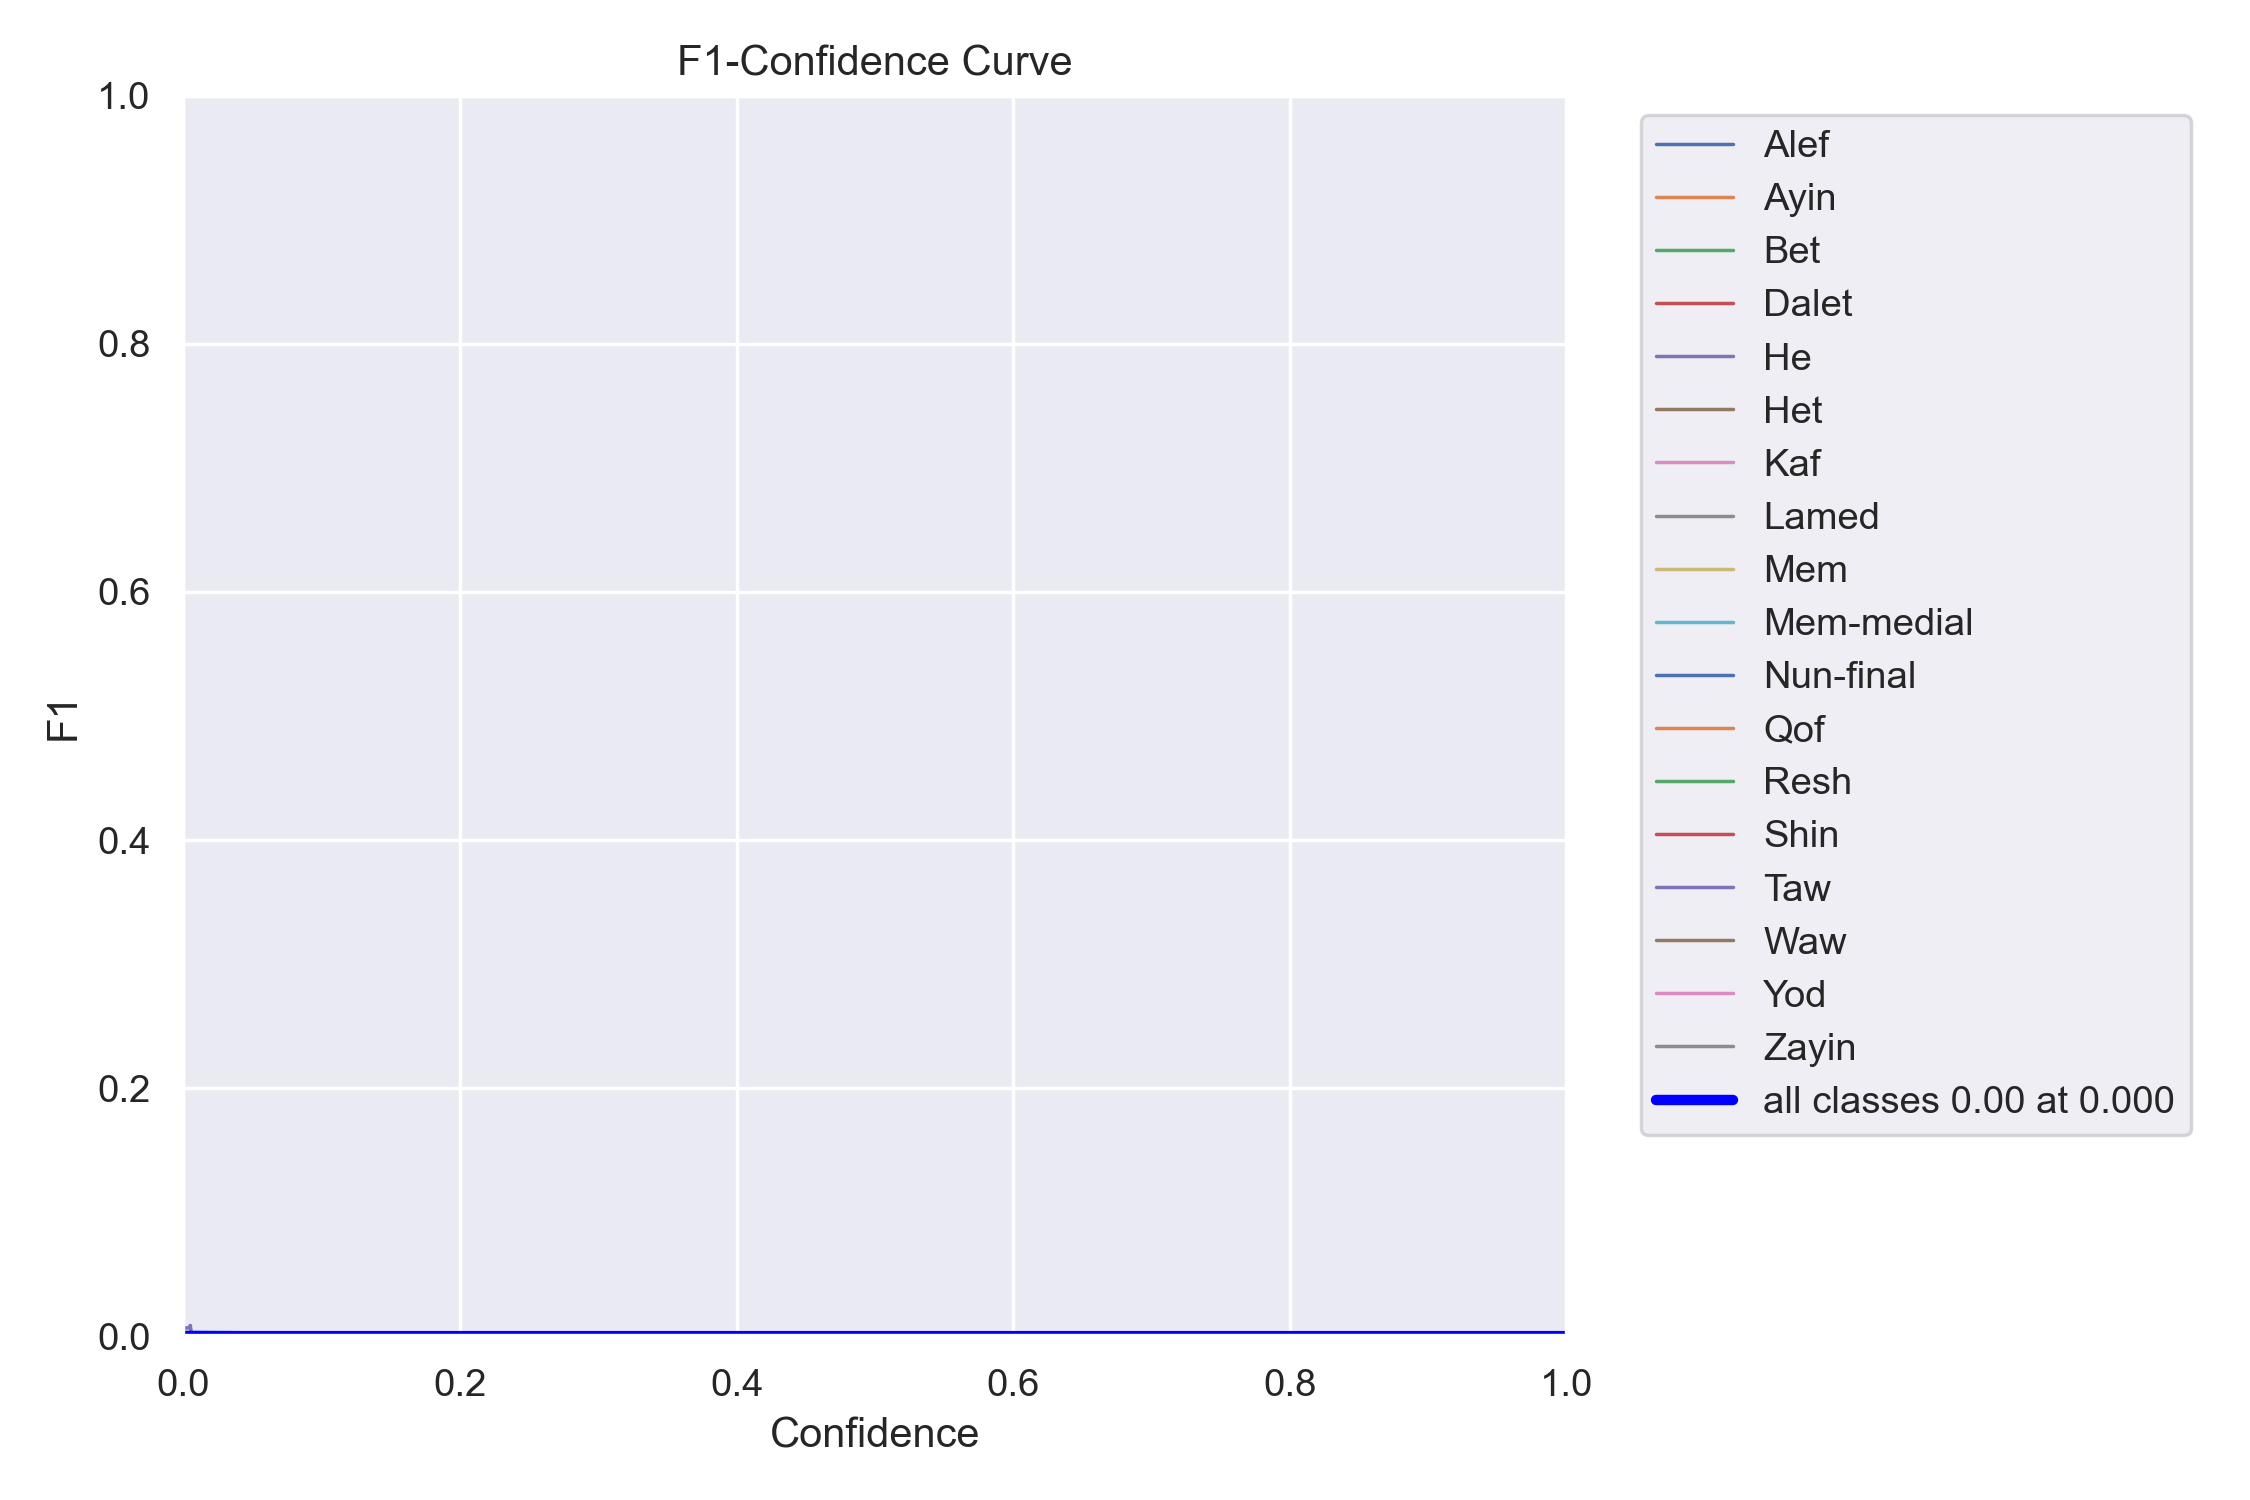 F1-Confidence Curve
1.0
0.8
0.6
0.4
0.2
0.0
F1
0.0 0.2 0.4 0.6 0.8 1.0
Confidence
Alef
Ayin
Bet
Dalet
He
Het
Kaf
Lamed
Mem
Mem-medial
Nun-final
Qof
Resh
Shin
Taw
Waw
Yod
Zayin
all classes 0.00 at 0.000